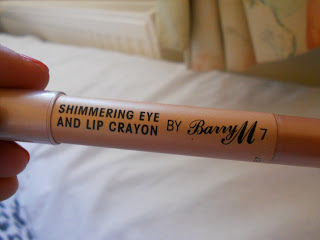 SHIMMERING EYE
AND LIP CRAYON BY Barry M 7